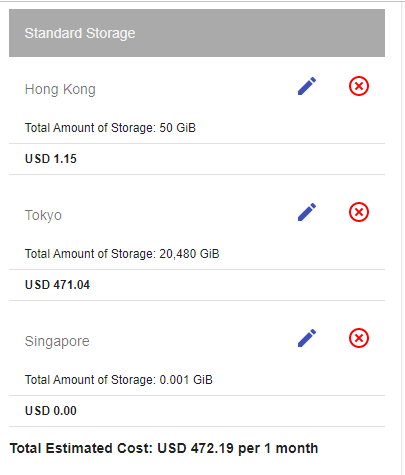 Standard Storage
Hong Kong
Total Amount of Storage: 50 GiB
USD 1.15
Tokyo
Total Amount of Storage: 20,480 GiB
USD 471.04
Singapore
Total Amount of Storage: 0.001 GiB
USD 0.00
Total Estimated Cost: USD 472.19 per 1 month